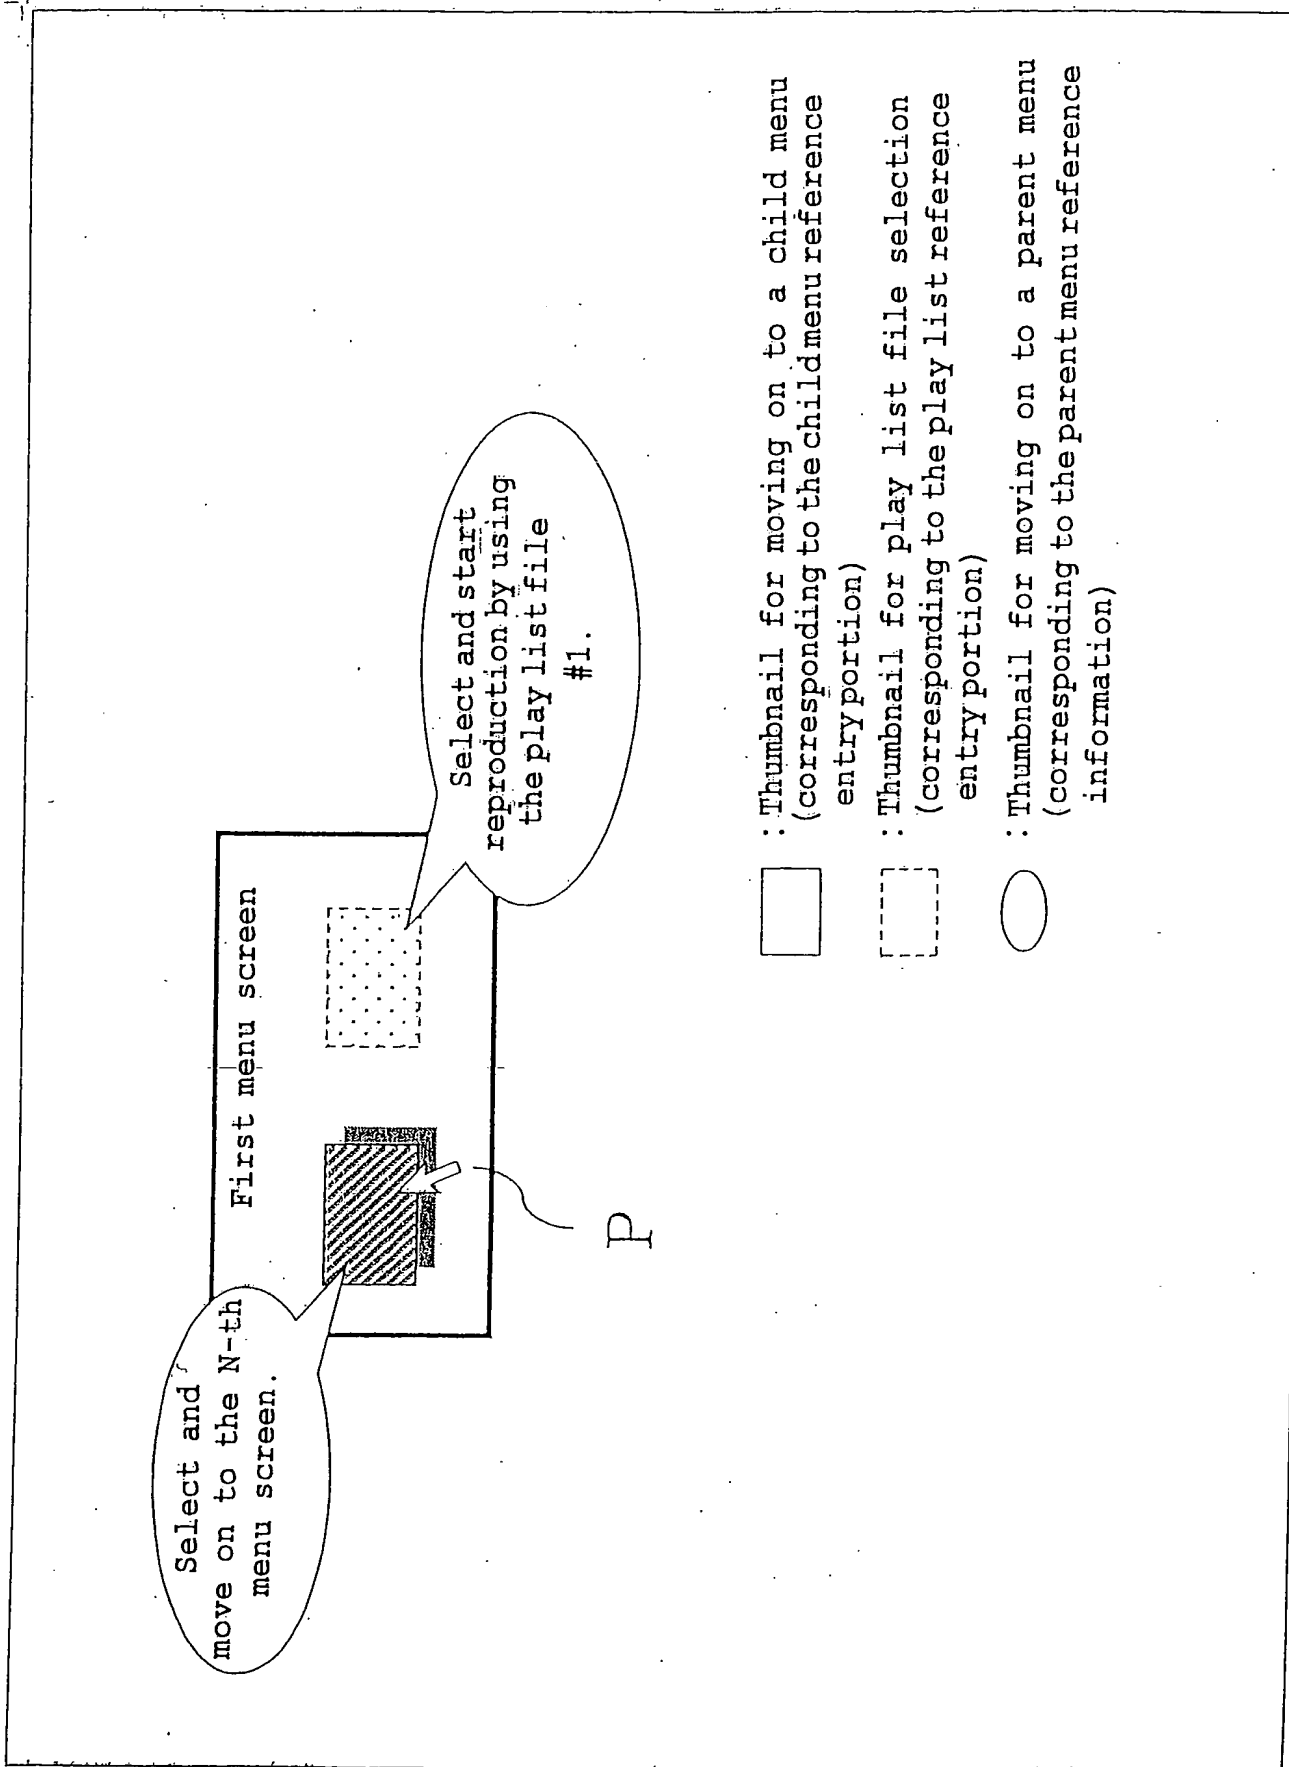 Select and
move on to the N-th
menu screen.
First menu screen
Select and start
reproduction by using
the play list file
#1.
P
: Thumbnail for moving on to a child menu
(corresponding to the child menu reference
entry portion)
: Thumbnail for play list file selection
(corresponding to the play list reference
entry portion)
: Thumbnail for moving on to a parent menu
(corresponding to the parent menu reference
information)